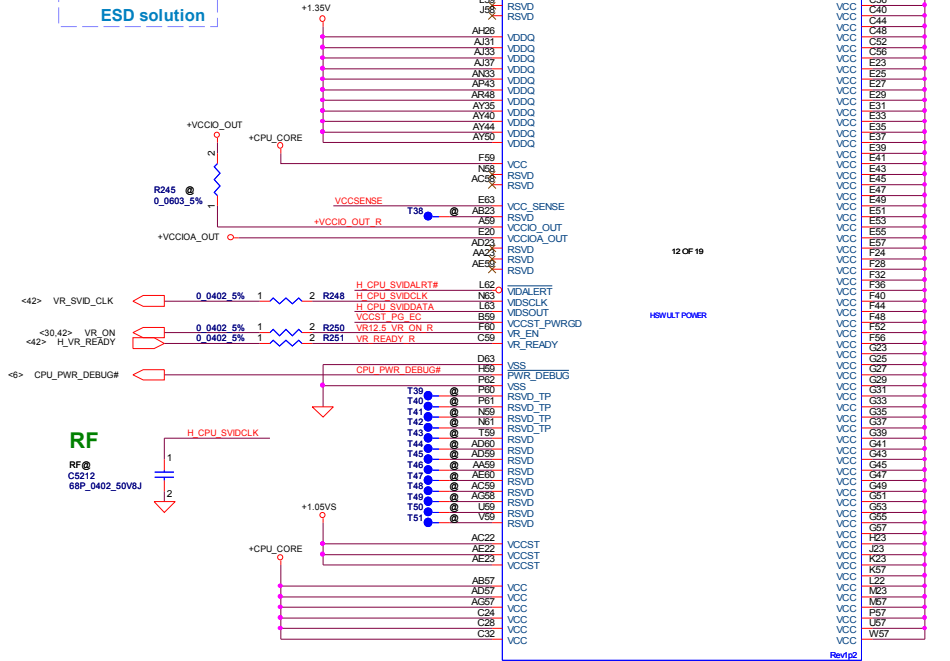 ESD solution
+1.35V
J58 RSVD
RSVD
AH26 VDDQ
AJ31 VDDQ
AJ33 VDDQ
AJ37 VDDQ
AN33 VDDQ
AP43 VDDQ
AR48 VDDQ
AY35 VDDQ
AY40 VDDQ
AY44 VDDQ
AY50 VDDQ
+VCCIO_OUT
+CPU_CORE
F59 VCC
N58 RSVD
AC58 RSVD
2
R245 @
0_0603_5%
1
VCCSENSE E63 VCC_SENSE
T38 @ AB23 RSVD
+VCCIO_OUT_R A59 VCCIO_OUT
+VCCIOA_OUT E20 VCCIOA_OUT
AD23 RSVD
AA23 RSVD
AE59 RSVD
12 OF 19
HSW ULT POWER
H_CPU_SVIDALRT# L62 VIDALERT
<42> VR_SVID_CLK 0_0402_5% 1 2 R248 H_CPU_SVIDCLK N63 VIDSCLK
H_CPU_SVIDDATA L63 VIDSOUT
VCCST_PG_EC B59 VCCST_PWRGD
<30,42> VR_ON 0_0402_5% 1 2 R250 VR12.5_VR_ON_R F60 VR_EN
<42> H_VR_READY 0_0402_5% 1 2 R251 VR_READY_R C59 VR_READY
D63 VSS
<6> CPU_PWR_DEBUG# CPU_PWR_DEBUG# H59 PWR_DEBUG
P62 VSS
T39 @ P60 RSVD_TP
T40 @ P61 RSVD_TP
T41 @ N59 RSVD_TP
T42 @ N61 RSVD_TP
T43 @ T59 RSVD
T44 @ AD60 RSVD
T45 @ AD59 RSVD
T46 @ AA59 RSVD
T47 @ AE60 RSVD
T48 @ AC59 RSVD
T49 @ AG58 RSVD
T50 @ U59 RSVD
T51 @ V59 RSVD
RF
H_CPU_SVIDCLK
RF@
C5212
68P_0402_50V8J
1
2
+1.05VS
AC22 VCCST
AE22 VCCST
AE23 VCCST
+CPU_CORE
AB57 VCC
AD57 VCC
AG57 VCC
C24 VCC
C28 VCC
C32 VCC
VCC C40
VCC C44
VCC C48
VCC C52
VCC C56
VCC E23
VCC E25
VCC E27
VCC E29
VCC E31
VCC E33
VCC E35
VCC E37
VCC E39
VCC E41
VCC E43
VCC E45
VCC E47
VCC E49
VCC E51
VCC E53
VCC E55
VCC E57
VCC F24
VCC F28
VCC F32
VCC F36
VCC F40
VCC F44
VCC F48
VCC F52
VCC F56
VCC G23
VCC G25
VCC G27
VCC G29
VCC G31
VCC G33
VCC G35
VCC G37
VCC G39
VCC G41
VCC G43
VCC G45
VCC G47
VCC G49
VCC G51
VCC G53
VCC G55
VCC G57
VCC H23
VCC J23
VCC K23
VCC K57
VCC L22
VCC M23
VCC M57
VCC P57
VCC U57
VCC W57
Rev1p2